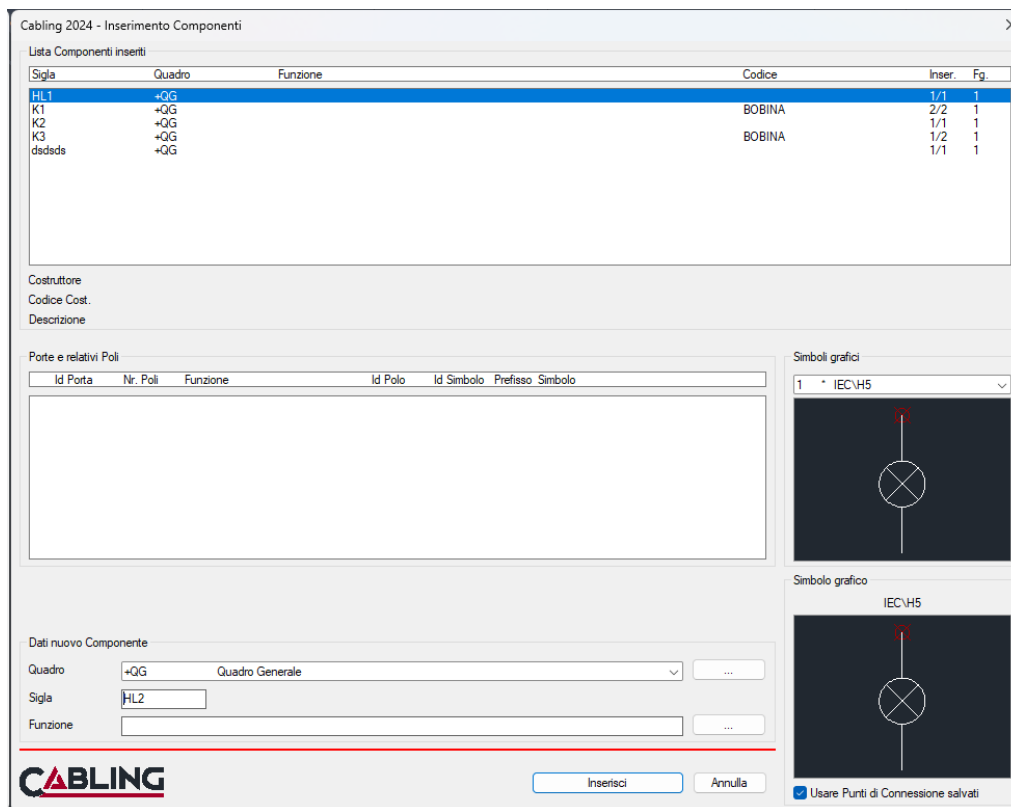 Cabling 2024 - Inserimento Componenti
Lista Componenti inseriti
Sigla Quadro Funzione Codice Inser. Fg.
HL1 +QG 1/1 1
K1 +QG BOBINA 2/2 1
K2 +QG 1/1 1
K3 +QG BOBINA 1/2 1
dsdsds +QG 1/1 1
Costruttore
Codice Cost.
Descrizione
Porte e relativi Poli
Id Porta Nr. Poli Funzione Id Polo Id Simbolo Prefisso Simbolo
Simboli grafici
1 * IEC\H5
Simbolo grafico
IEC\H5
Dati nuovo Componente
Quadro +QG Quadro Generale ...
Sigla HL2
Funzione ...
CABLING
Inserisci Annulla
Usare Punti di Connessione salvati